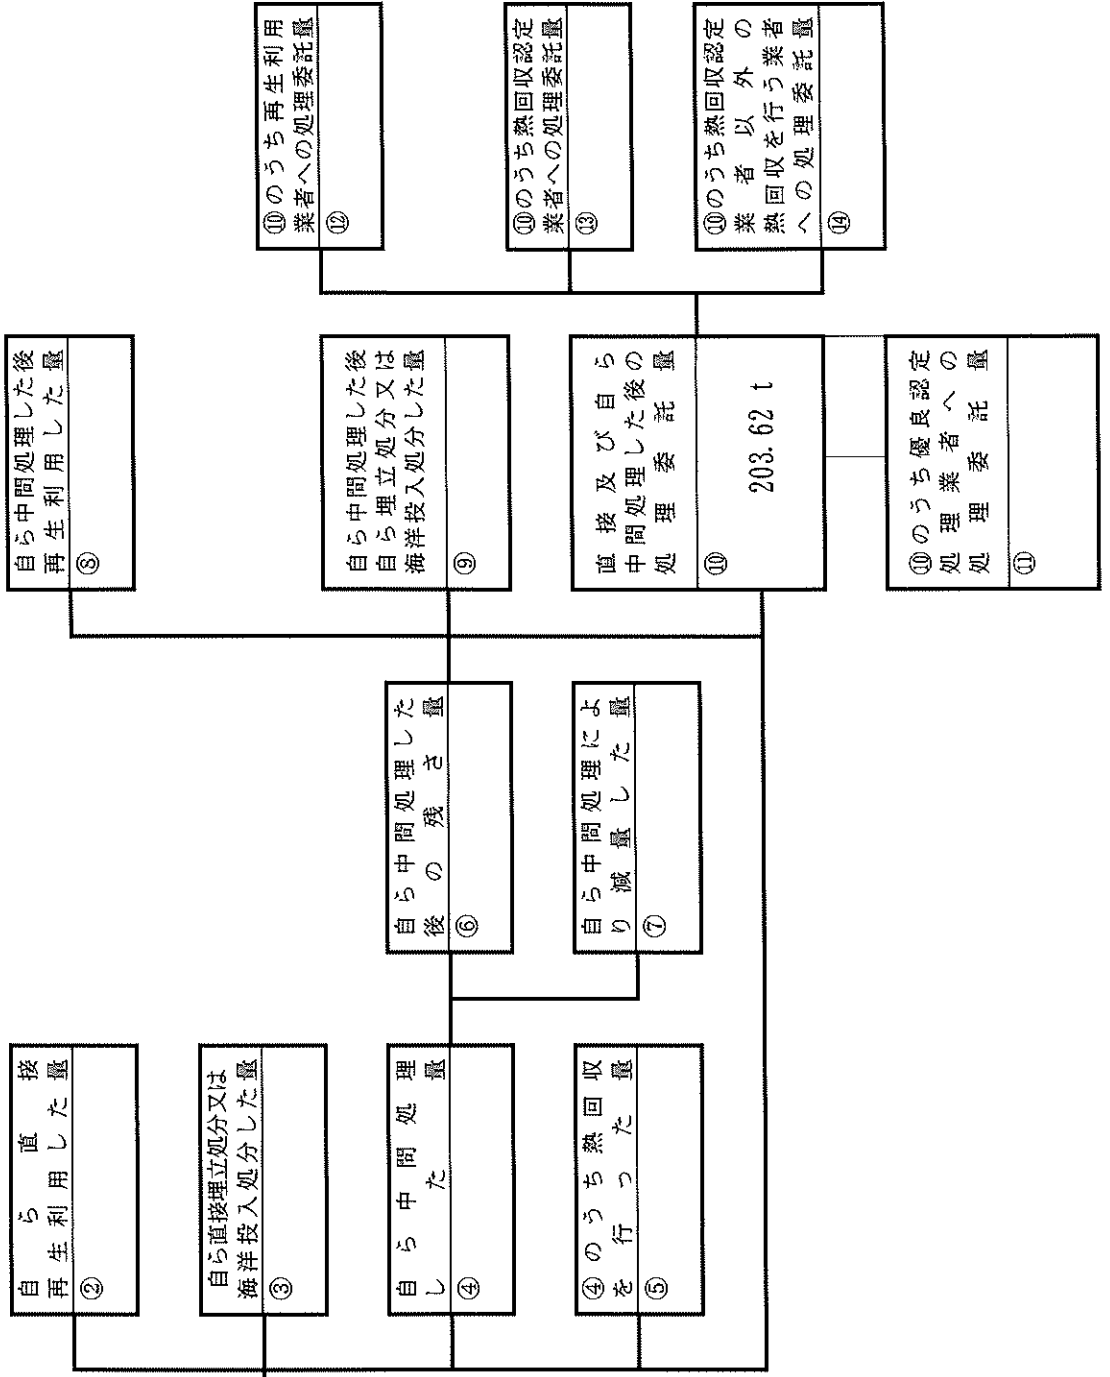 自ら直接
再生利用した量
②
自ら直接埋立処分又は
海洋投入処分した量
③
自ら中間処理
した量
④
④のうち熱回収
を行った量
⑤
自ら中間処理した
後の残さ量
⑥
自ら中間処理によ
り減量した量
⑦
自ら中間処理した後
再生利用した量
⑧
自ら中間処理した後
自ら埋立処分又は
海洋投入処分した量
⑨
直接及び自ら
中間処理した後の
処理委託量
⑩
203.62 t
⑩のうち優良認定
処理業者への
処理委託量
⑪
⑩のうち再生利用
業者への処理委託量
⑫
⑩のうち熱回収認定
業者への処理委託量
⑬
⑩のうち熱回収認定
業者以外の
熱回収を行う業者
への処理委託量
⑭